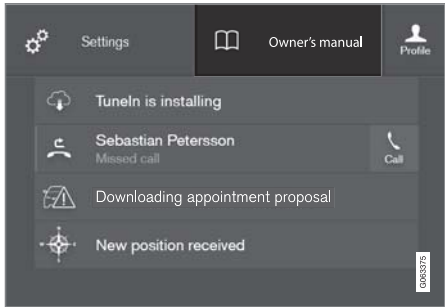 Settings
Owner's manual
Profile
TuneIn is installing
Sebastian Petersson
Missed call
Call
Downloading appointment proposal
New position received
G063375